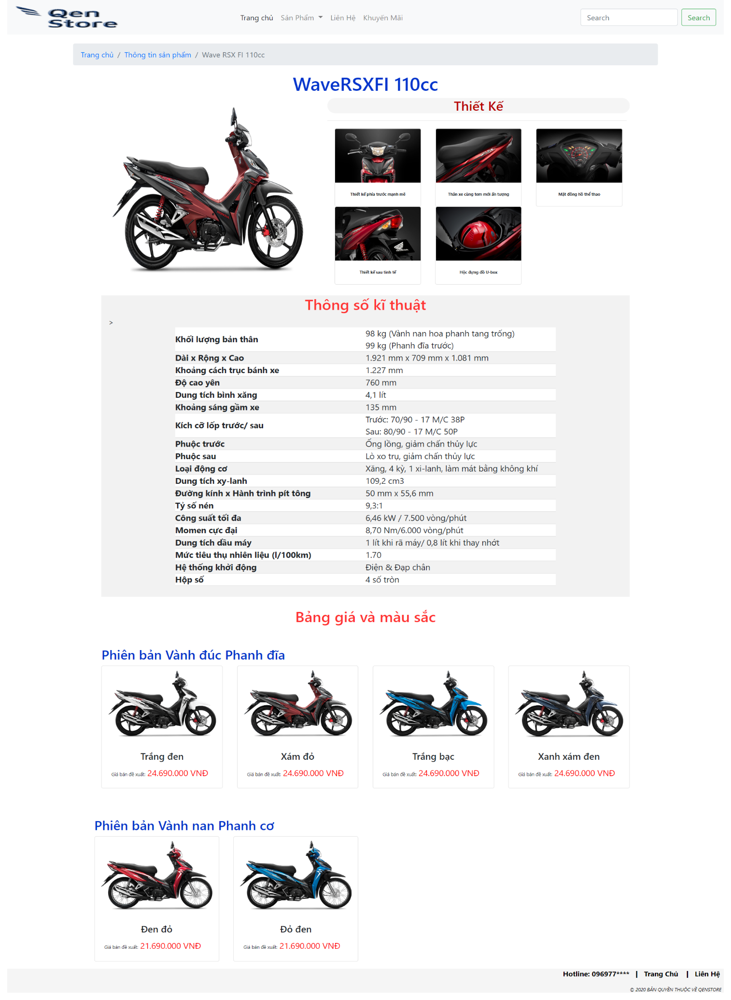 Qen Store
Trang chủ Sản Phẩm Liên Hệ Khuyến Mãi Search Search
Trang chủ / Thông tin sản phẩm / Wave RSX FI 110cc
WaveRSXFI 110cc
Thiết Kế
Thiết kế phía trước mạnh mẽ
Thân xe cùng tem mới ấn tượng
Mặt đồng hồ thể thao
Thiết kế sau tinh tế
Hộc đựng đồ U-box
HONDA
HONDA
Thông số kĩ thuật
>
Khối lượng bản thân 98 kg (Vành nan hoa phanh tang trống)
99 kg (Phanh đĩa trước)
Dài x Rộng x Cao 1.921 mm x 709 mm x 1.081 mm
Khoảng cách trục bánh xe 1.227 mm
Độ cao yên 760 mm
Dung tích bình xăng 4,1 lít
Khoảng sáng gầm xe 135 mm
Kích cỡ lốp trước/ sau Trước: 70/90 - 17 M/C 38P
Sau: 80/90 - 17 M/C 50P
Phuộc trước Ống lồng, giảm chấn thủy lực
Phuộc sau Lò xo trụ, giảm chấn thủy lực
Loại động cơ Xăng, 4 kỳ, 1 xi-lanh, làm mát bằng không khí
Dung tích xy-lanh 109,2 cm3
Đường kính x Hành trình pít tông 50 mm x 55,6 mm
Tỷ số nén 9,3:1
Công suất tối đa 6,46 kW / 7.500 vòng/phút
Momen cực đại 8,70 Nm/6.000 vòng/phút
Dung tích dầu máy 1 lít khi rã máy/ 0,8 lít khi thay nhớt
Mức tiêu thụ nhiên liệu (l/100km) 1.70
Hệ thống khởi động Điện & Đạp chân
Hộp số 4 số tròn
Bảng giá và màu sắc
Phiên bản Vành đúc Phanh đĩa
Trắng đen
Giá bán đề xuất: 24.690.000 VNĐ
Xám đỏ
Giá bán đề xuất: 24.690.000 VNĐ
Trắng bạc
Giá bán đề xuất: 24.690.000 VNĐ
Xanh xám đen
Giá bán đề xuất: 24.690.000 VNĐ
Phiên bản Vành nan Phanh cơ
Đen đỏ
Giá bán đề xuất: 21.690.000 VNĐ
Đỏ đen
Giá bán đề xuất: 21.690.000 VNĐ
Hotline: 096977**** | Trang Chủ | Liên Hệ
© 2020 BẢN QUYỀN THUỘC VỀ QENSTORE